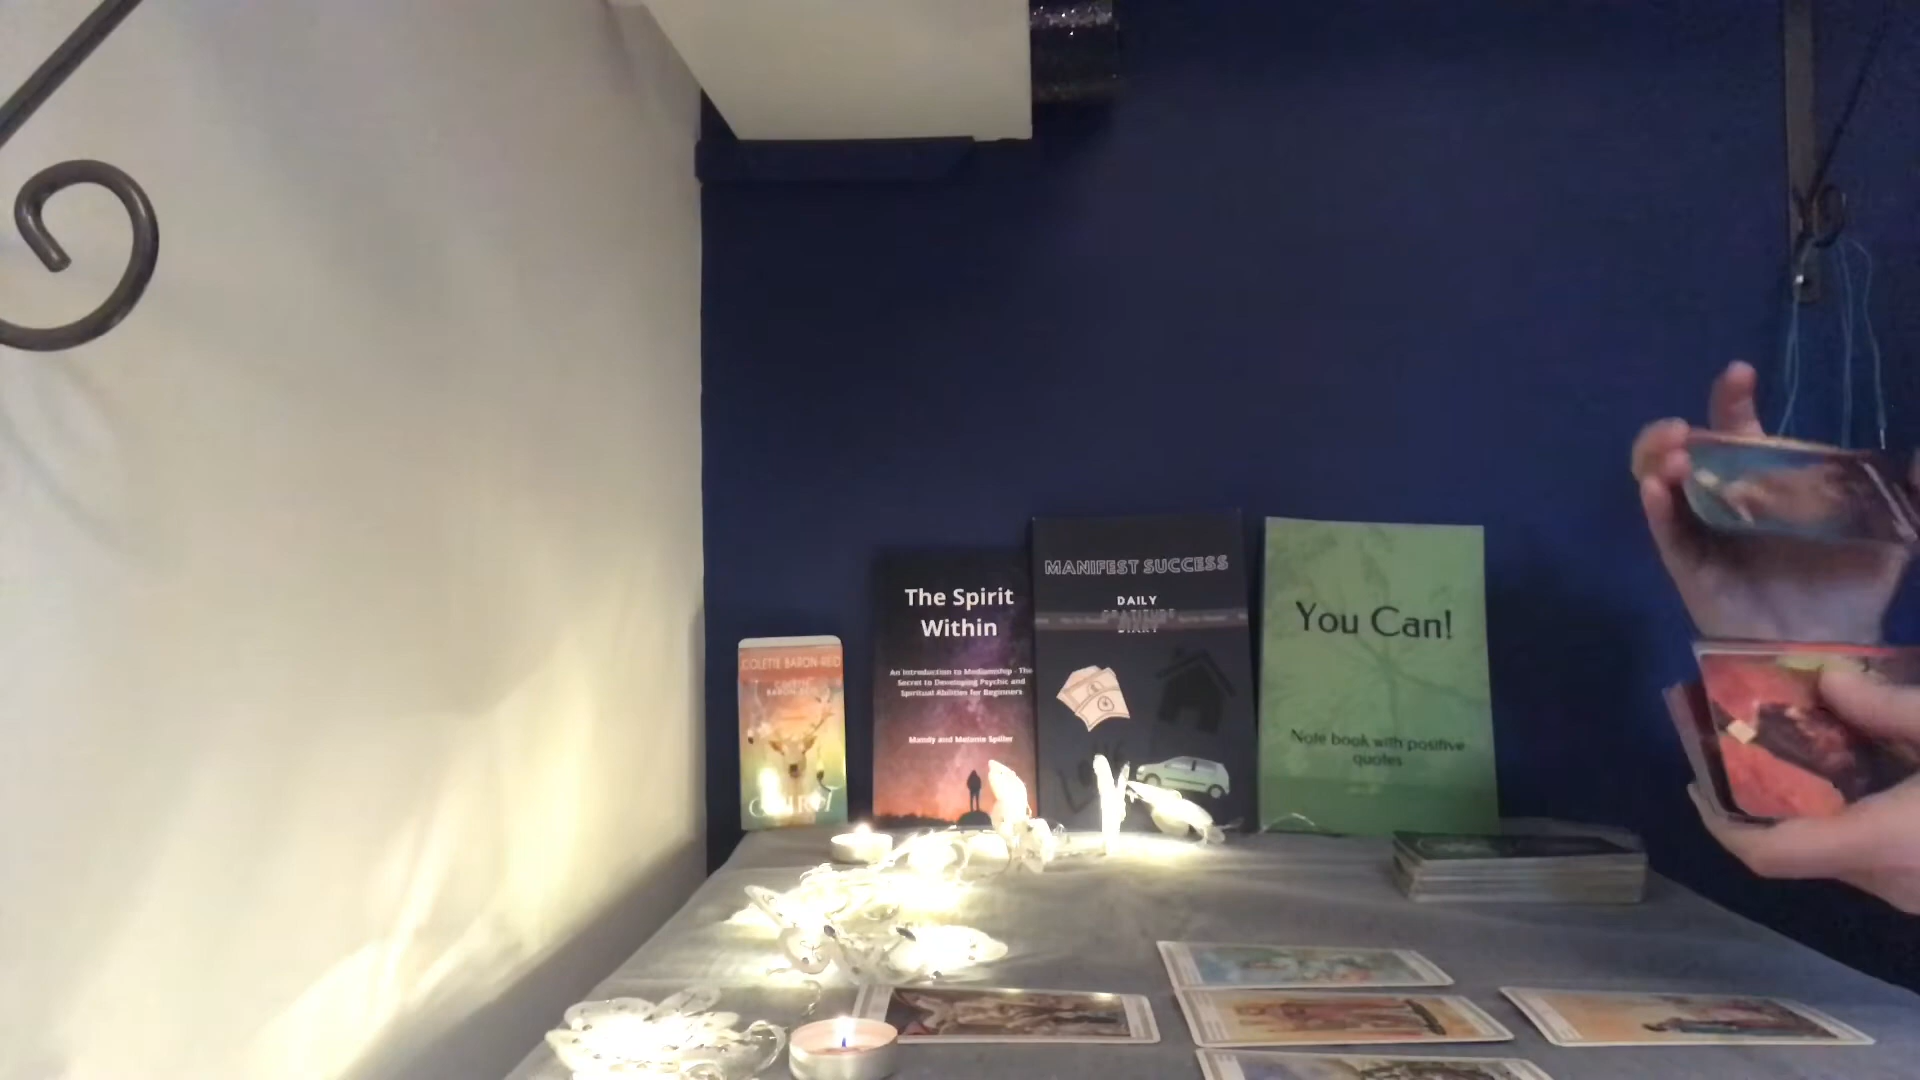 COLETTE BARON-REID
SPIRIT
The Spirit
Within
An Introduction to Mediumship - The
Secret to Developing Psychic and
Spiritual Abilities for Beginners
Mandy and Melanie Spiller
MANIFEST SUCCESS
DAILY
GRATITUDE
DIARY
You Can!
Note book with positive
quotes